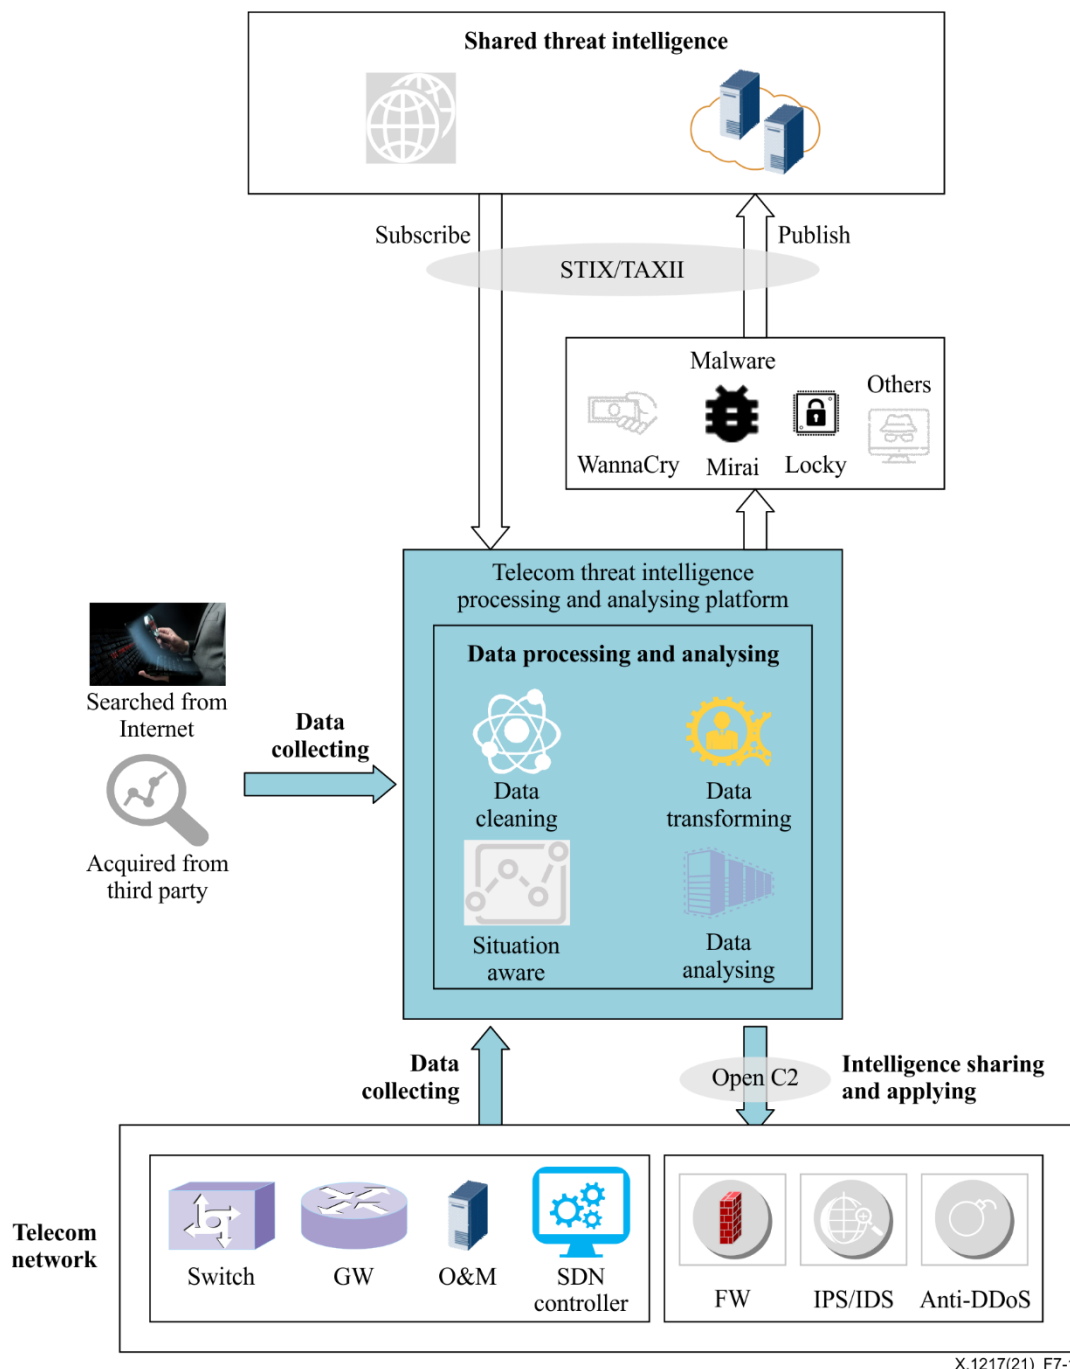 Shared threat intelligence
Subscribe
Publish
STIX/TAXII
Malware
Others
WannaCry
Mirai
Locky
Telecom threat intelligence
processing and analysing platform
Data processing and analysing
Searched from
Internet
Data
collecting
Acquired from
third party
Data
cleaning
Data
transforming
Situation
aware
Data
analysing
Data
collecting
Open C2
Intelligence sharing
and applying
Telecom
network
Switch
GW
O&M
SDN
controller
FW
IPS/IDS
Anti-DDoS
X.1217(21)_F7-